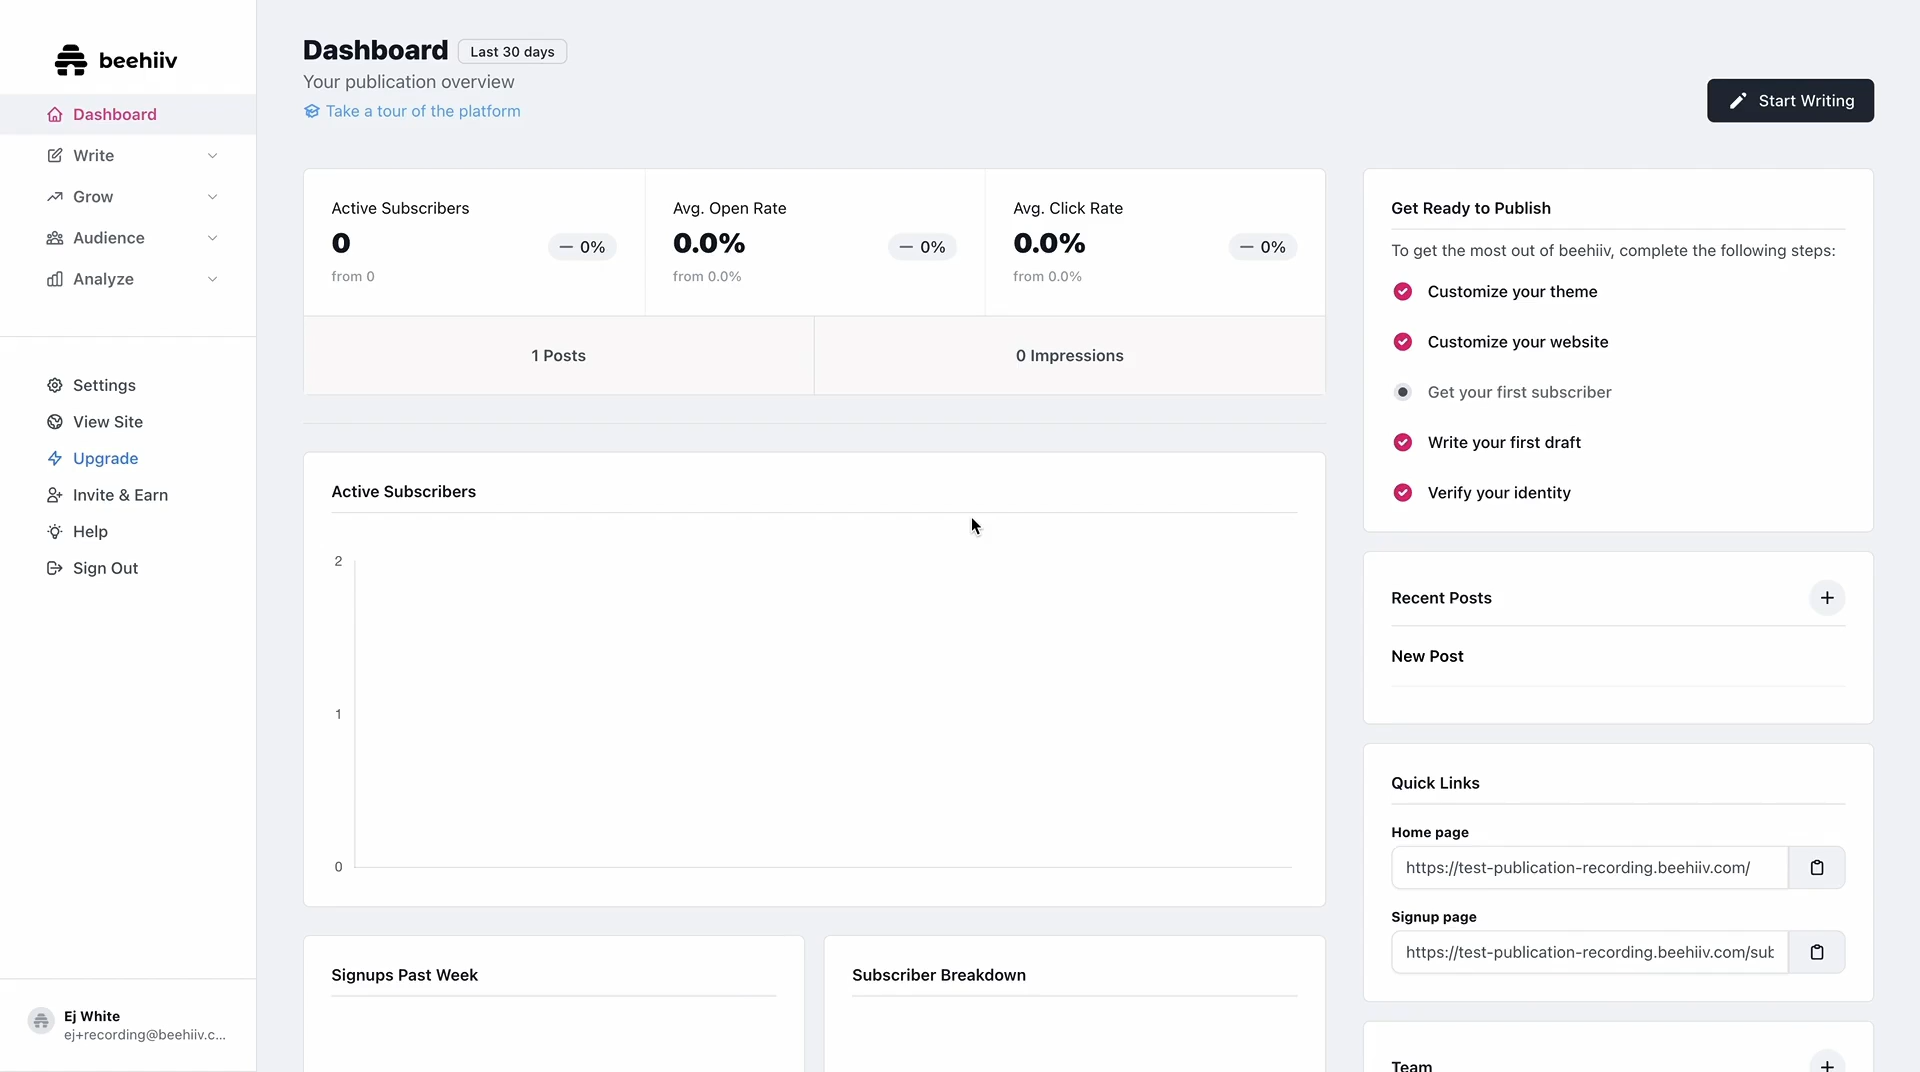 beehiiv
Dashboard
Write
Grow
Audience
Analyze
Settings
View Site
Upgrade
Invite & Earn
Help
Sign Out
Ej White
ej+recording@beehiiv.c...
Dashboard Last 30 days
Your publication overview
Take a tour of the platform
Start Writing
Active Subscribers
0
— 0%
from 0
Avg. Open Rate
0.0%
— 0%
from 0.0%
Avg. Click Rate
0.0%
— 0%
from 0.0%
1 Posts
0 Impressions
Active Subscribers
2
1
0
Signups Past Week
Subscriber Breakdown
Get Ready to Publish
To get the most out of beehiiv, complete the following steps:
Customize your theme
Customize your website
Get your first subscriber
Write your first draft
Verify your identity
Recent Posts
New Post
Quick Links
Home page
https://test-publication-recording.beehiiv.com/
Signup page
https://test-publication-recording.beehiiv.com/sub
Team